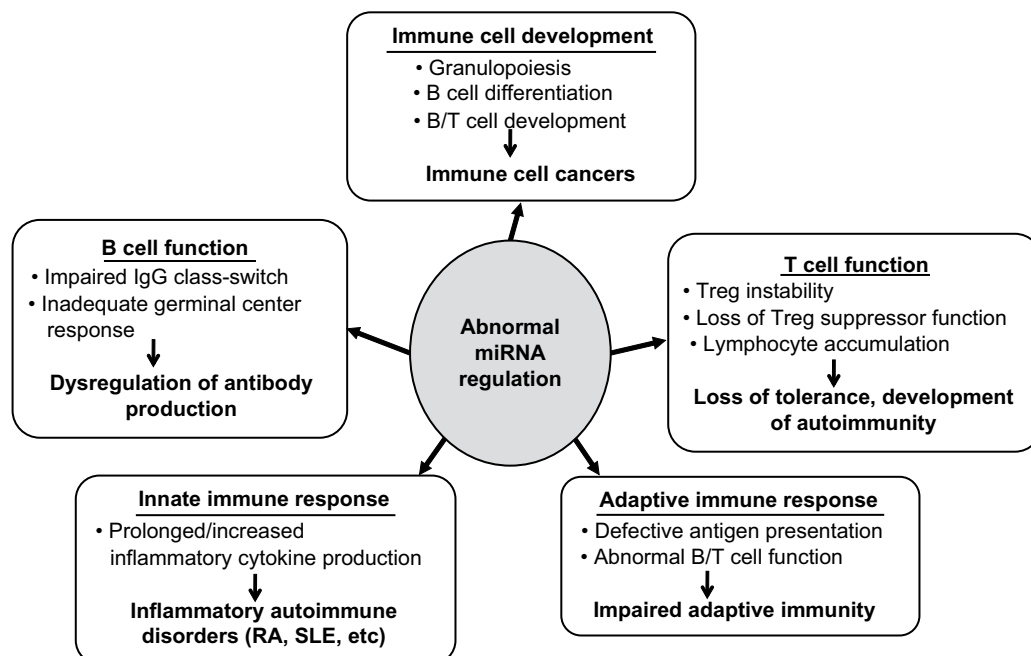 Immune cell development
• Granulopoiesis
• B cell differentiation
• B/T cell development
Immune cell cancers
B cell function
• Impaired IgG class-switch
• Inadequate germinal center
response
Dysregulation of antibody
production
Abnormal
miRNA
regulation
T cell function
• Treg instability
• Loss of Treg suppressor function
• Lymphocyte accumulation
Loss of tolerance, development
of autoimmunity
Innate immune response
• Prolonged/increased
inflammatory cytokine production
Inflammatory autoimmune
disorders (RA, SLE, etc)
Adaptive immune response
• Defective antigen presentation
• Abnormal B/T cell function
Impaired adaptive immunity